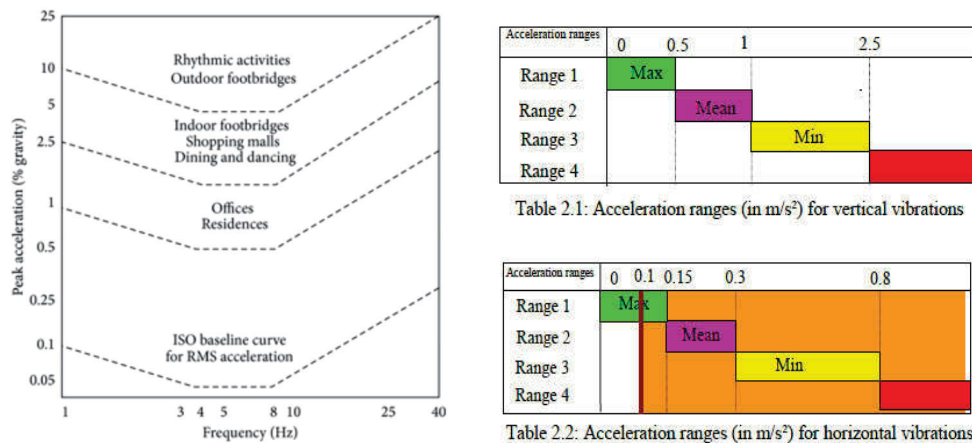 Peak acceleration (% gravity)
25
10
5
2.5
1
0.5
0.25
0.1
0.05
Rhythmic activities
Outdoor footbridges
Indoor footbridges
Shopping malls
Dining and dancing
Offices
Residences
ISO baseline curve
for RMS acceleration
1 3 4 5 8 10 25 40
Frequency (Hz)
Acceleration ranges 0 0.5 1 2.5
Range 1 Max
Range 2 Mean
Range 3 Min
Range 4
Table 2.1: Acceleration ranges (in m/s²) for vertical vibrations
Acceleration ranges 0 0.1 0.15 0.3 0.8
Range 1 Max
Range 2 Mean
Range 3 Min
Range 4
Table 2.2: Acceleration ranges (in m/s²) for horizontal vibrations